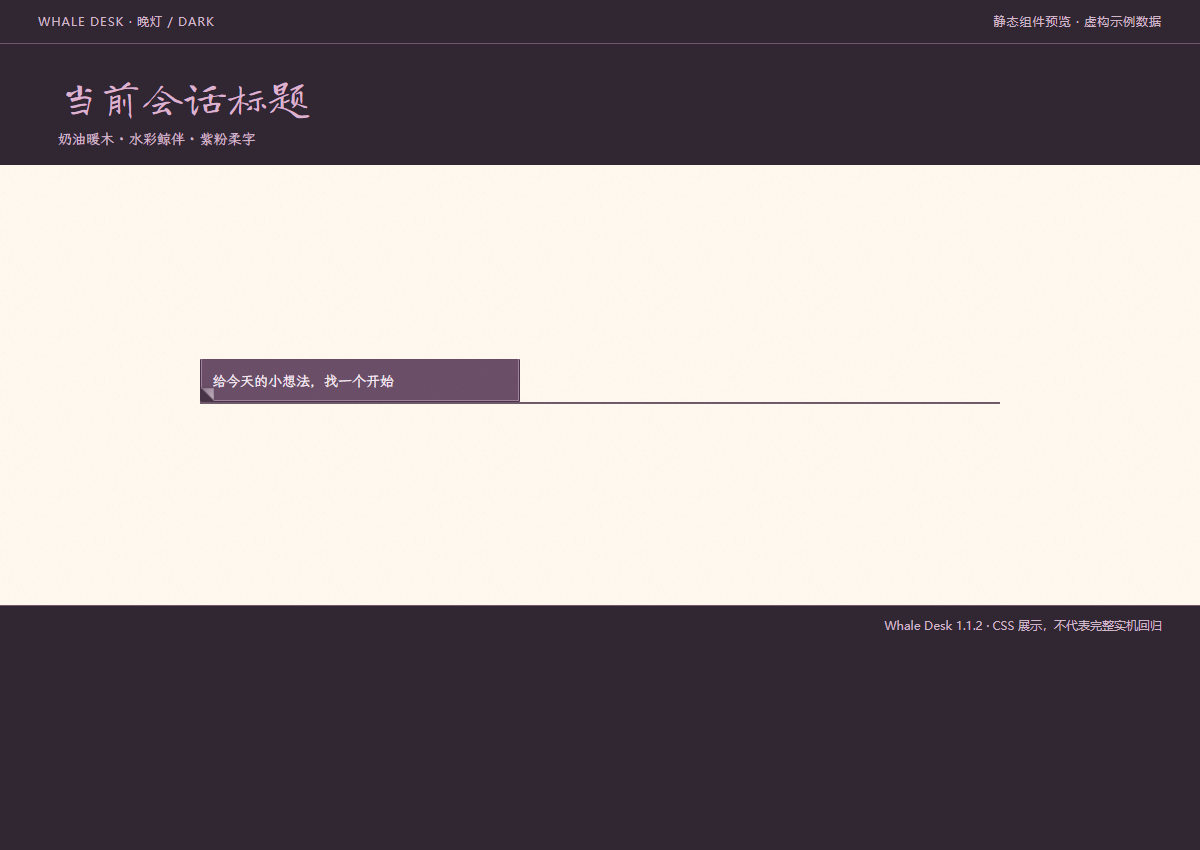 WHALE DESK · 晚灯 / DARK
静态组件预览 · 虚构示例数据
当前会话标题
奶油暖木 · 水彩鲸伴 · 紫粉柔字
给今天的小想法，找一个开始
Whale Desk 1.1.2 · CSS 展示，不代表完整实机回归